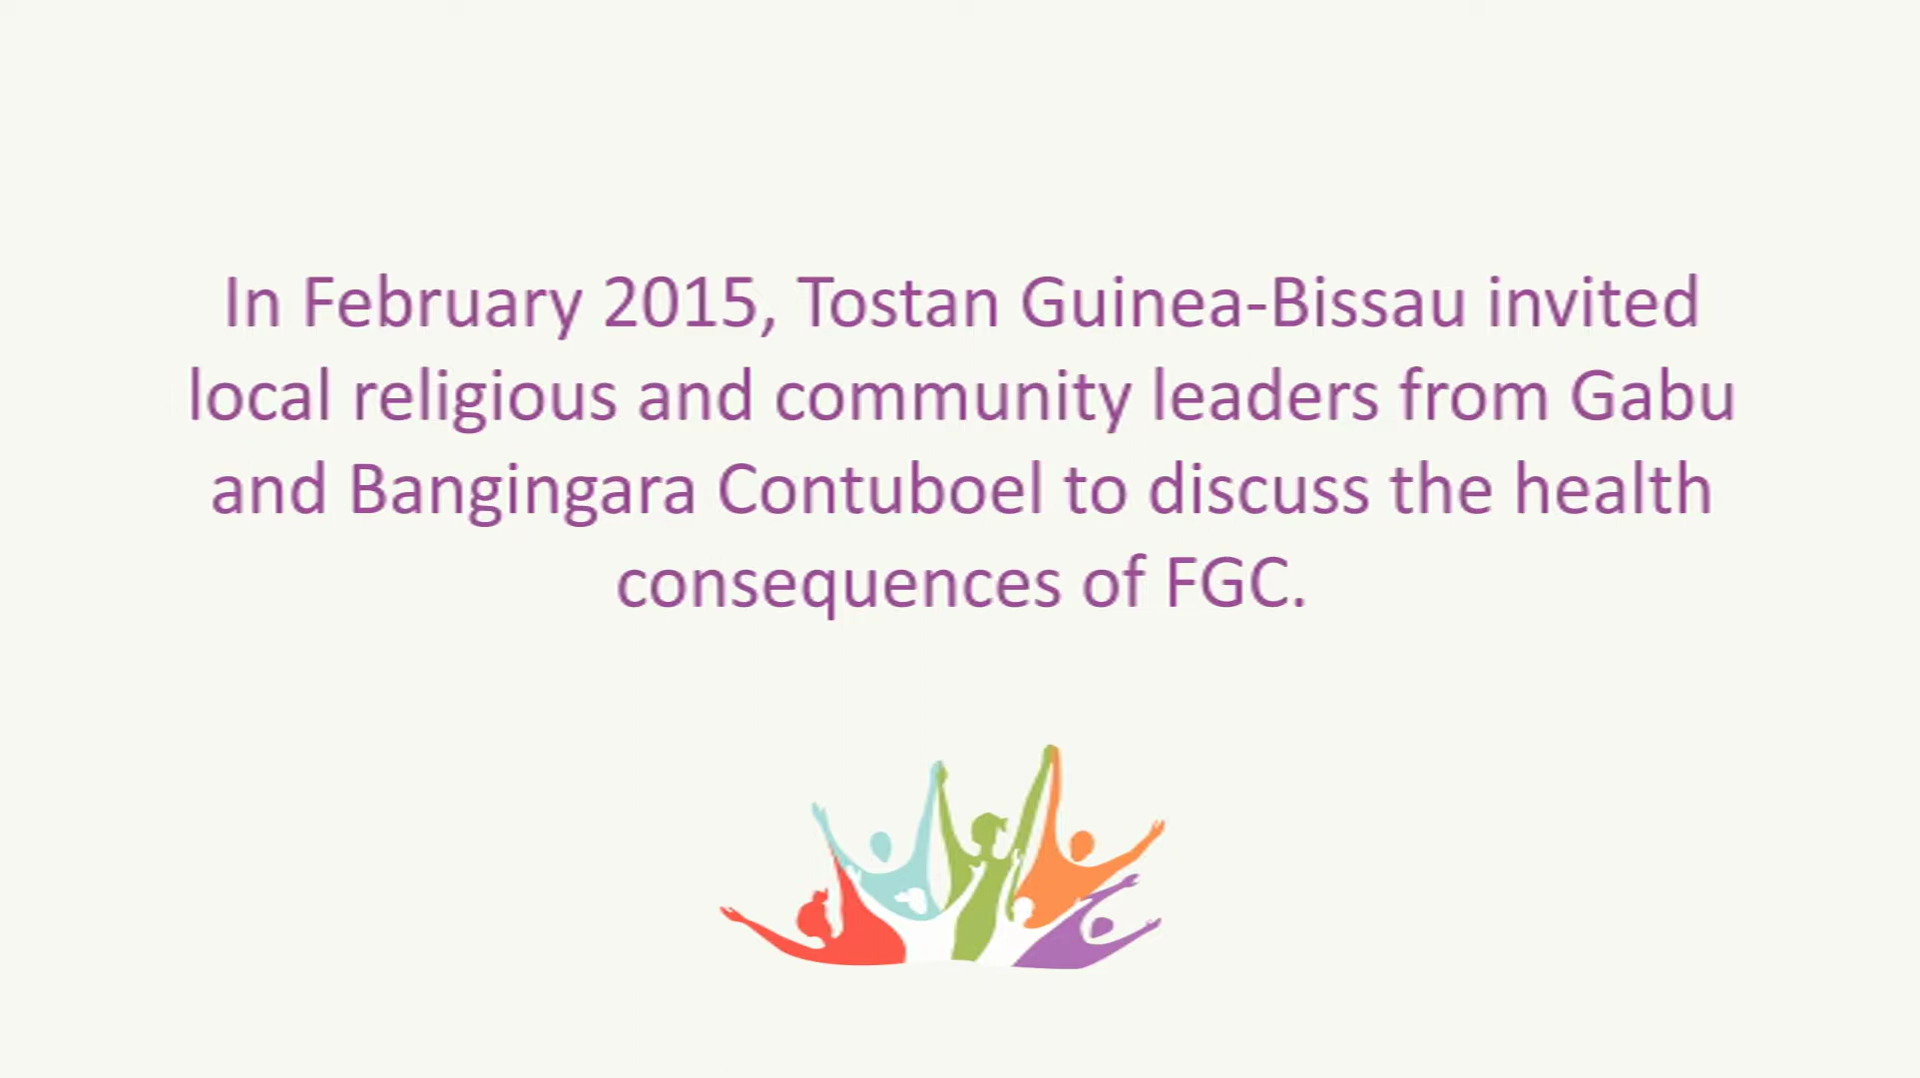 In February 2015, Tostan Guinea-Bissau invited
local religious and community leaders from Gabu
and Bangingara Contuboel to discuss the health
consequences of FGC.